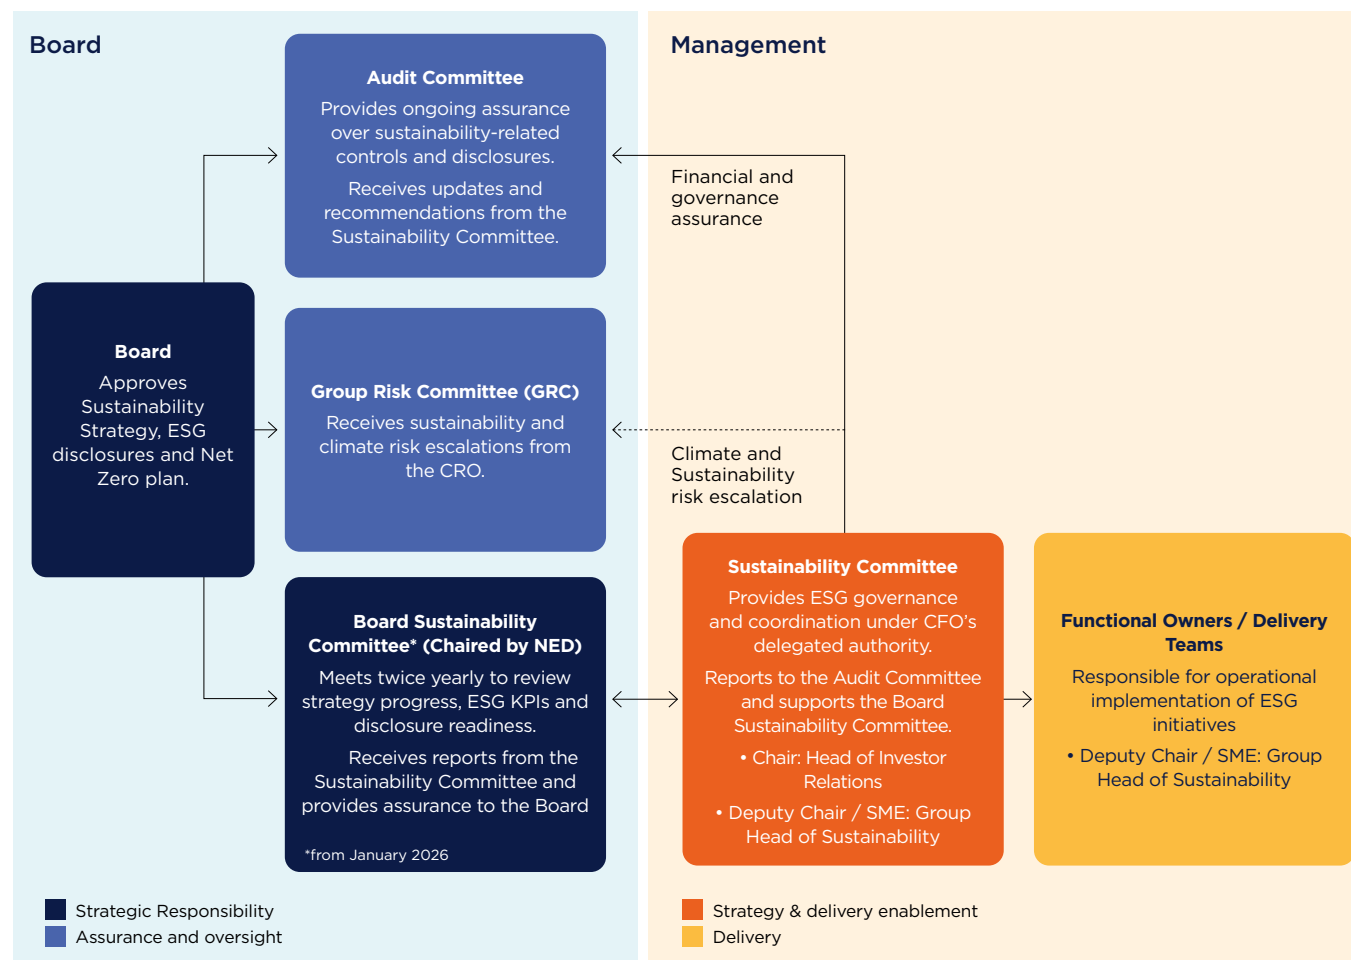 Board
Audit Committee
Provides ongoing assurance
over sustainability-related
controls and disclosures.
Receives updates and
recommendations from the
Sustainability Committee.
Board
Approves
Sustainability
Strategy, ESG
disclosures and Net
Zero plan.
Group Risk Committee (GRC)
Receives sustainability and
climate risk escalations from
the CRO.
Board Sustainability
Committee* (Chaired by NED)
Meets twice yearly to review
strategy progress, ESG KPIs and
disclosure readiness.
Receives reports from the
Sustainability Committee and
provides assurance to the Board
*from January 2026
Strategic Responsibility
Assurance and oversight
Management
Financial and
governance
assurance
Climate and
Sustainability
risk escalation
Sustainability Committee
Provides ESG governance
and coordination under CFO’s
delegated authority.
Reports to the Audit Committee
and supports the Board
Sustainability Committee.
• Chair: Head of Investor
Relations
• Deputy Chair / SME: Group
Head of Sustainability
Functional Owners / Delivery
Teams
Responsible for operational
implementation of ESG
initiatives
• Deputy Chair / SME: Group
Head of Sustainability
Strategy & delivery enablement
Delivery